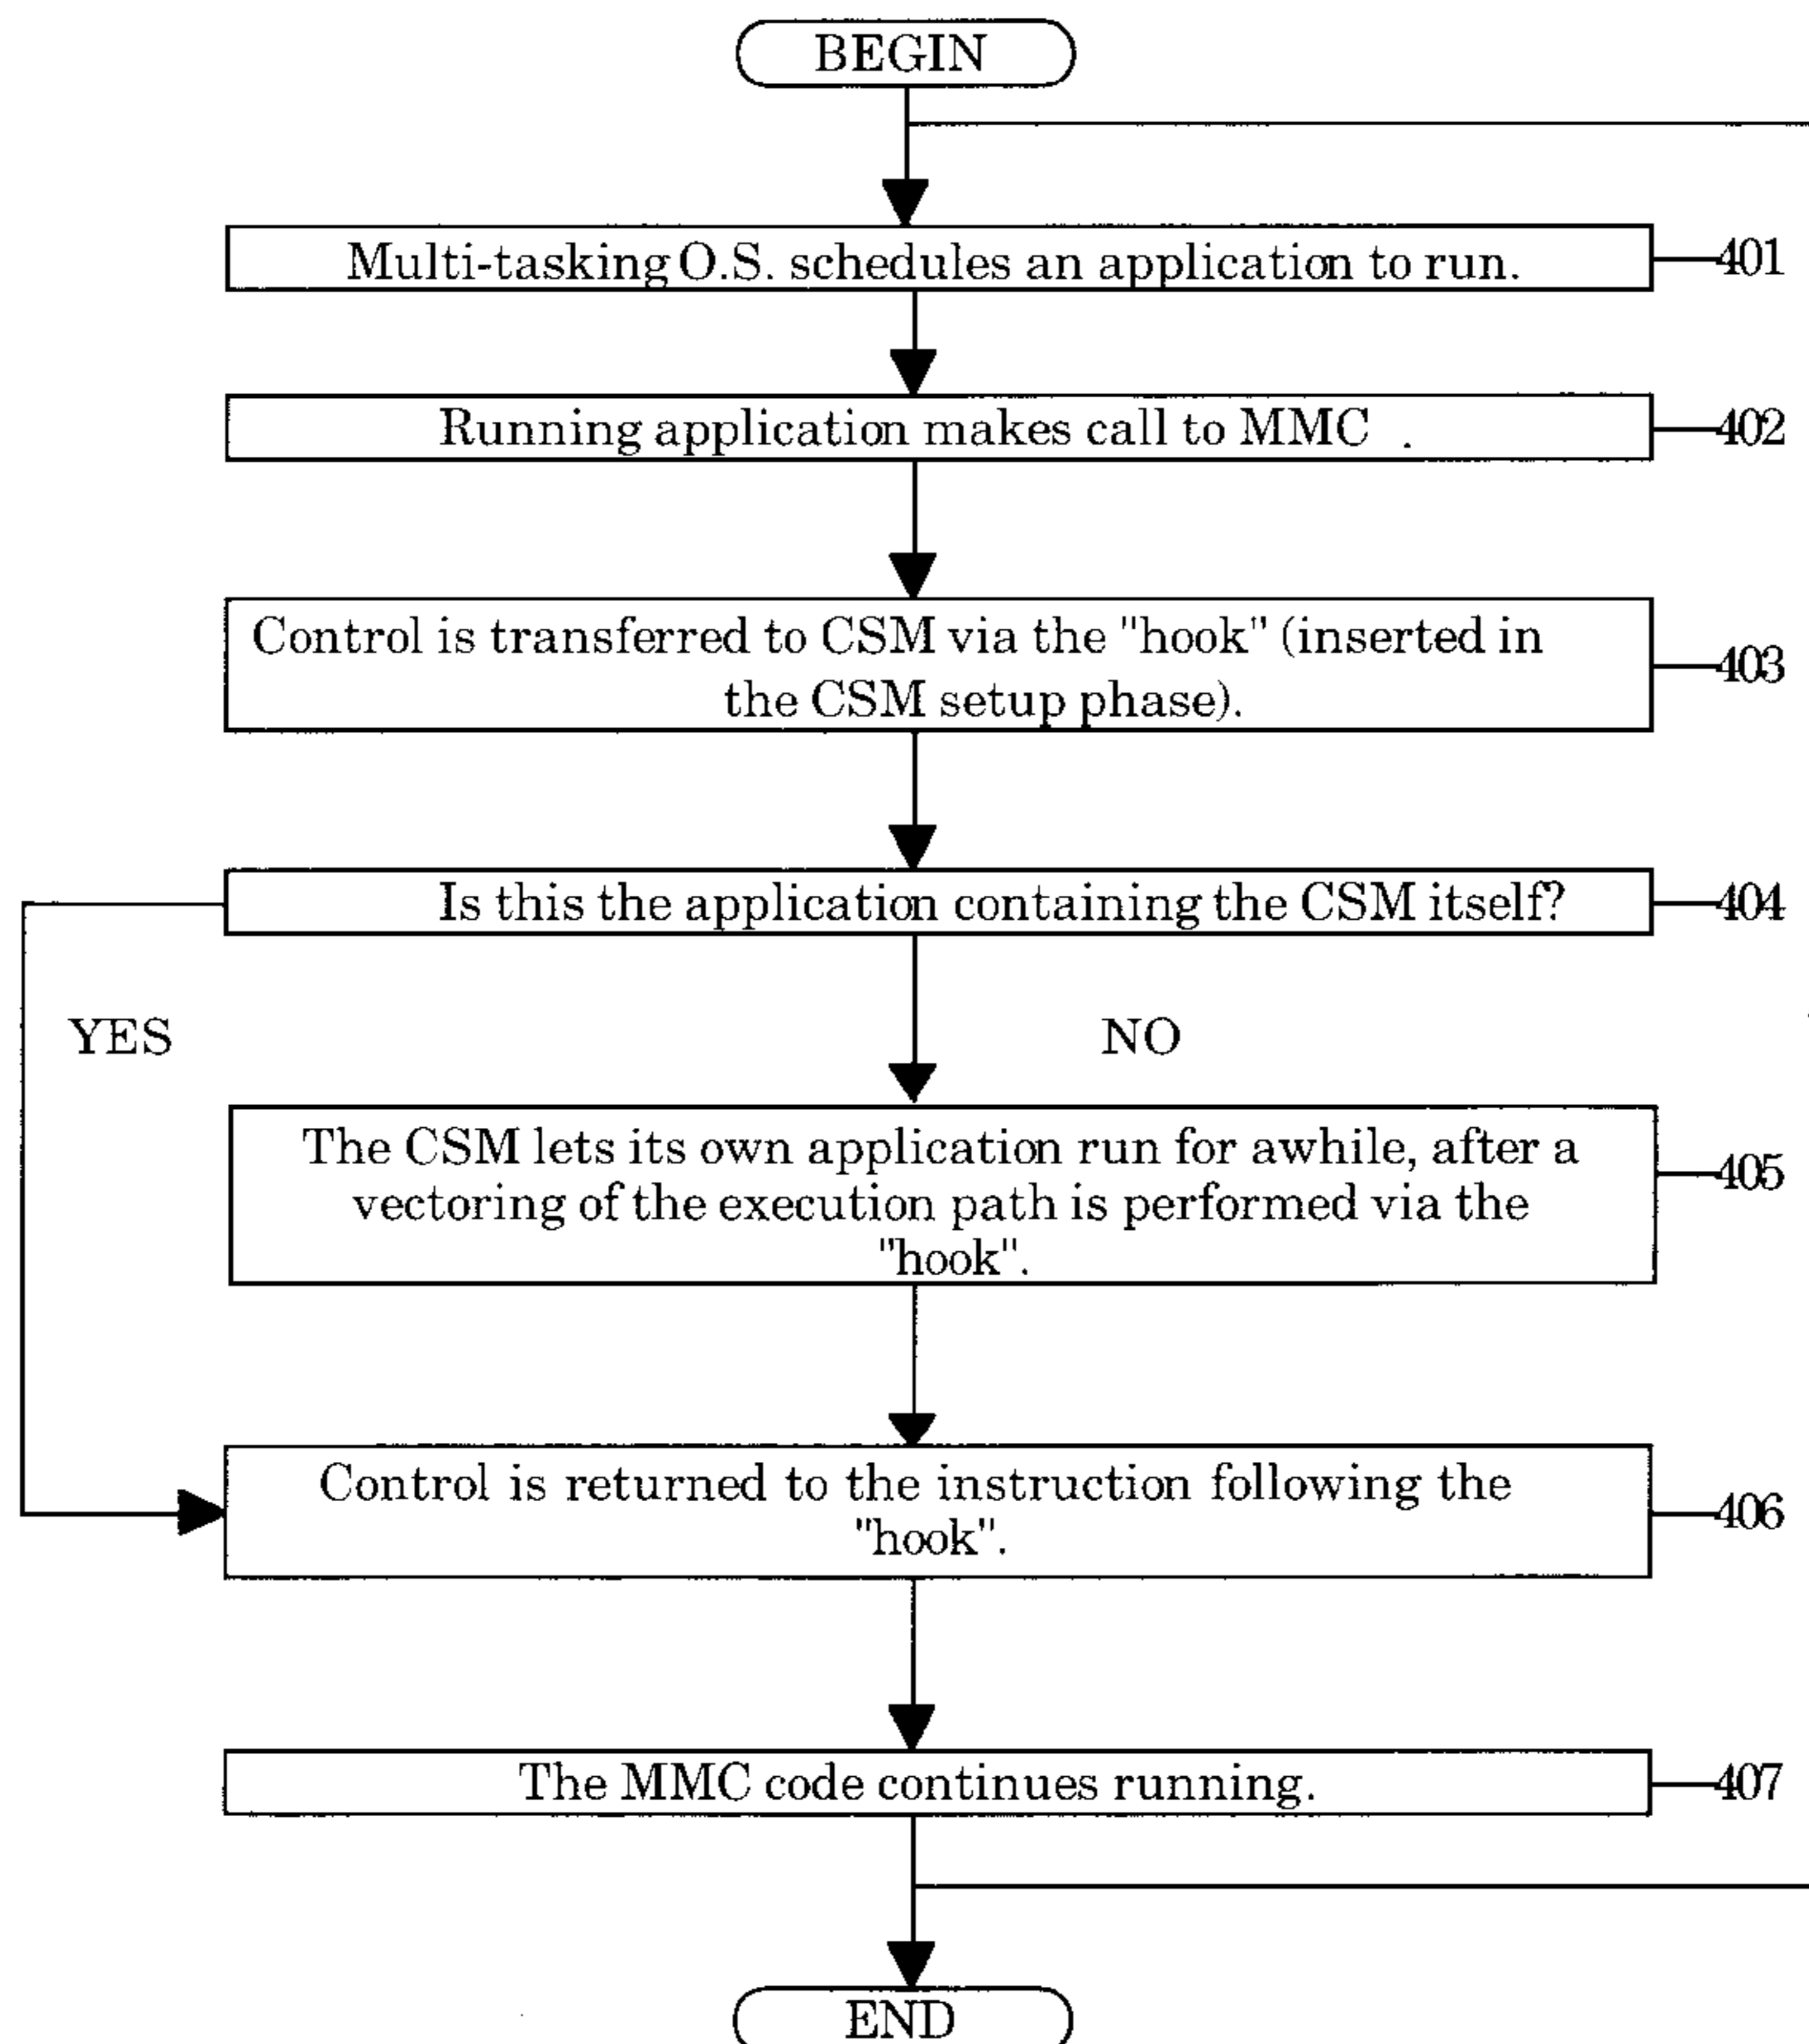 BEGIN
Multi-tasking O.S. schedules an application to run.
401
Running application makes call to MMC .
402
Control is transferred to CSM via the "hook" (inserted in
the CSM setup phase).
403
Is this the application containing the CSM itself?
404
YES
NO
The CSM lets its own application run for awhile, after a
vectoring of the execution path is performed via the
"hook".
405
Control is returned to the instruction following the
"hook".
406
The MMC code continues running.
407
END